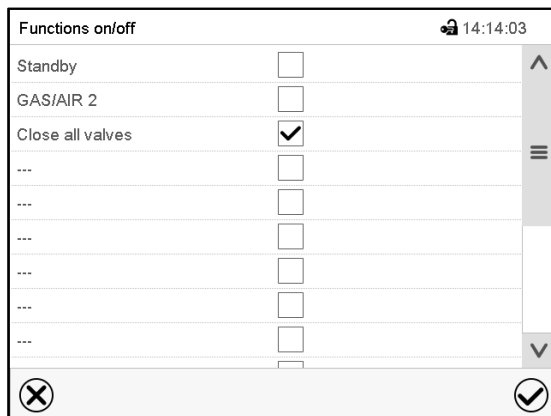 Functions on/off 14:14:03
Standby
GAS/AIR 2
Close all valves
---
---
---
---
---
---